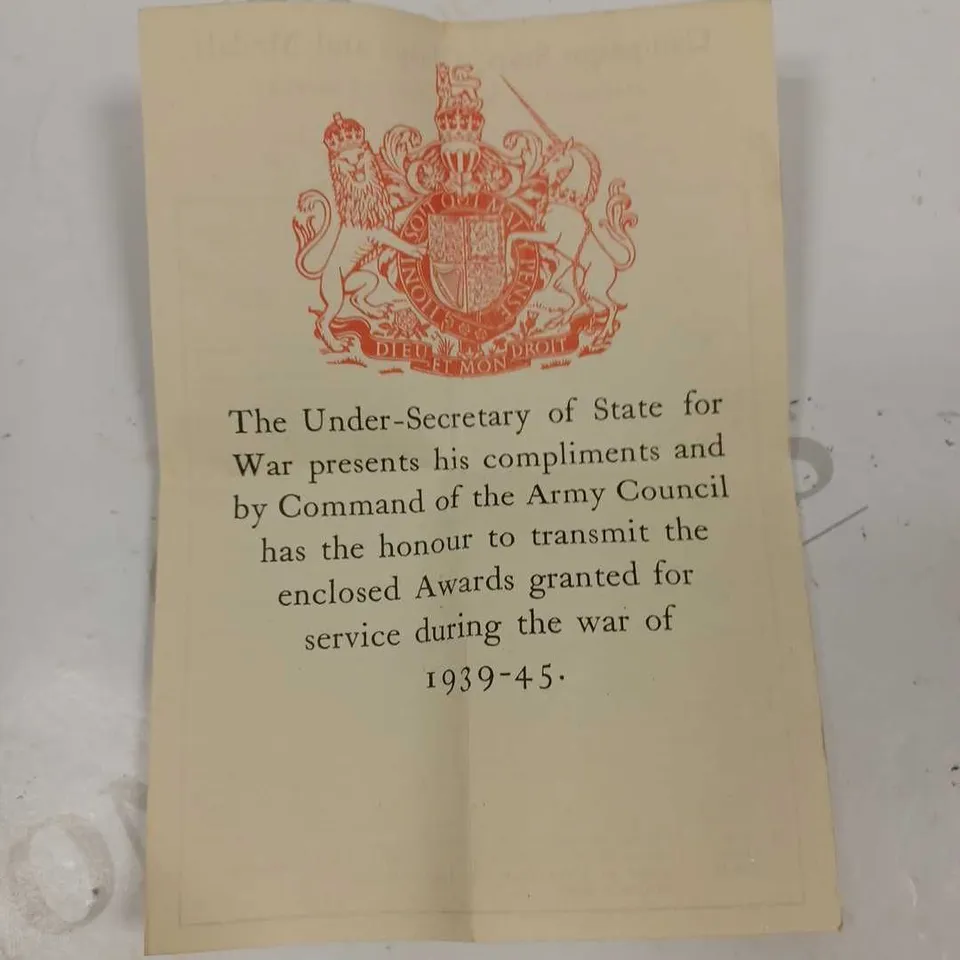 HONI SOIT QUI MAL Y PENSE
DIEU ET MON DROIT
The Under-Secretary of State for
War presents his compliments and
by Command of the Army Council
has the honour to transmit the
enclosed Awards granted for
service during the war of
1939-45.